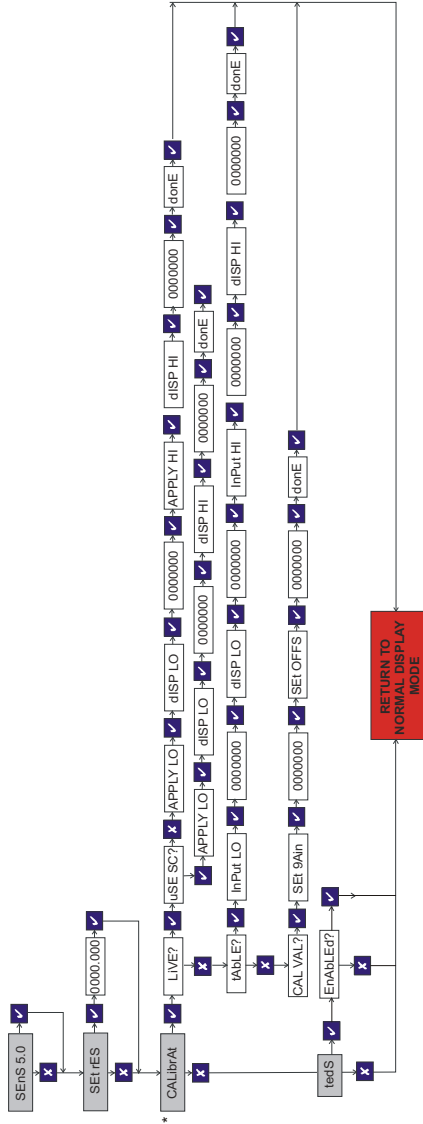 SEnS 5.0
SEt rES
0000.000
*
CALibrAt
LiVE?
uSE SC?
APPLY LO
dISP LO
0000000
APPLY HI
dISP HI
0000000
donE
APPLY LO
dISP LO
0000000
dISP HI
0000000
donE
tAbLE?
InPut LO
0000000
dISP LO
0000000
InPut HI
0000000
dISP HI
0000000
donE
CAL VAL?
SEt 9Ain
0000000
SEt OFFS
0000000
donE
tedS
EnAbLEd?
RETURN TO
NORMAL DISPLAY
MODE